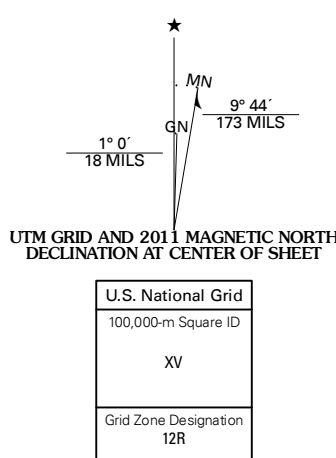 ★
MN
GN
9° 44´
173 MILS
1° 0´
18 MILS
UTM GRID AND 2011 MAGNETIC NORTH
DECLINATION AT CENTER OF SHEET
U.S. National Grid
100,000-m Square ID
XV
Grid Zone Designation
12R